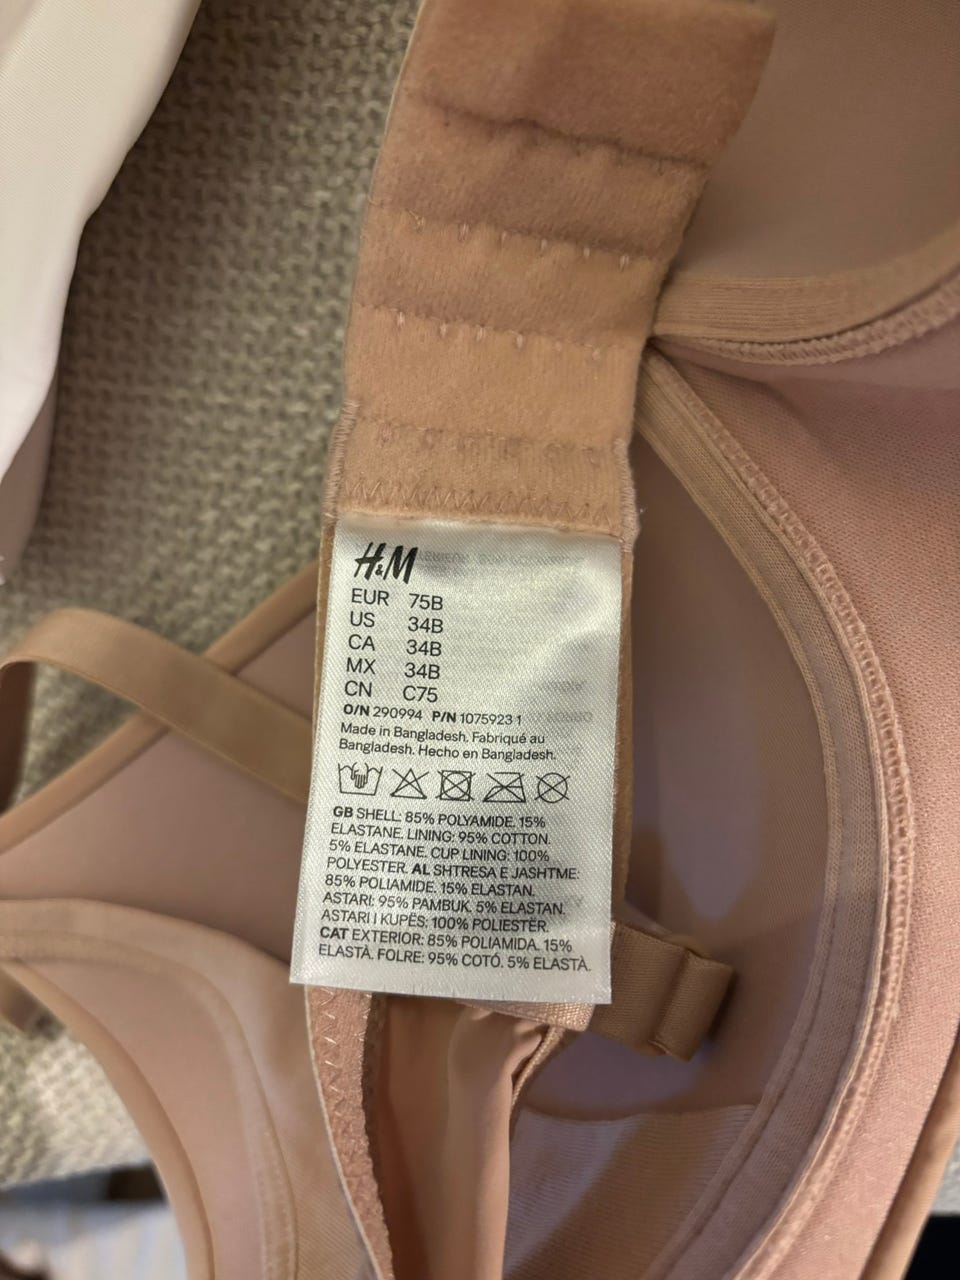 H&M
EUR 75B
US 34B
CA 34B
MX 34B
CN C75
O/N 290994 P/N 1075923 1
Made in Bangladesh. Fabriqué au
Bangladesh. Hecho en Bangladesh.
GB SHELL: 85% POLYAMIDE. 15%
ELASTANE. LINING: 95% COTTON.
5% ELASTANE. CUP LINING: 100%
POLYESTER. AL SHTRESA E JASHTME:
85% POLIAMIDE. 15% ELASTAN.
ASTARI: 95% PAMBUK. 5% ELASTAN.
ASTARI I KUPËS: 100% POLIESTËR.
CAT EXTERIOR: 85% POLIAMIDA. 15%
ELASTÀ. FOLRE: 95% COTÓ. 5% ELASTÀ.